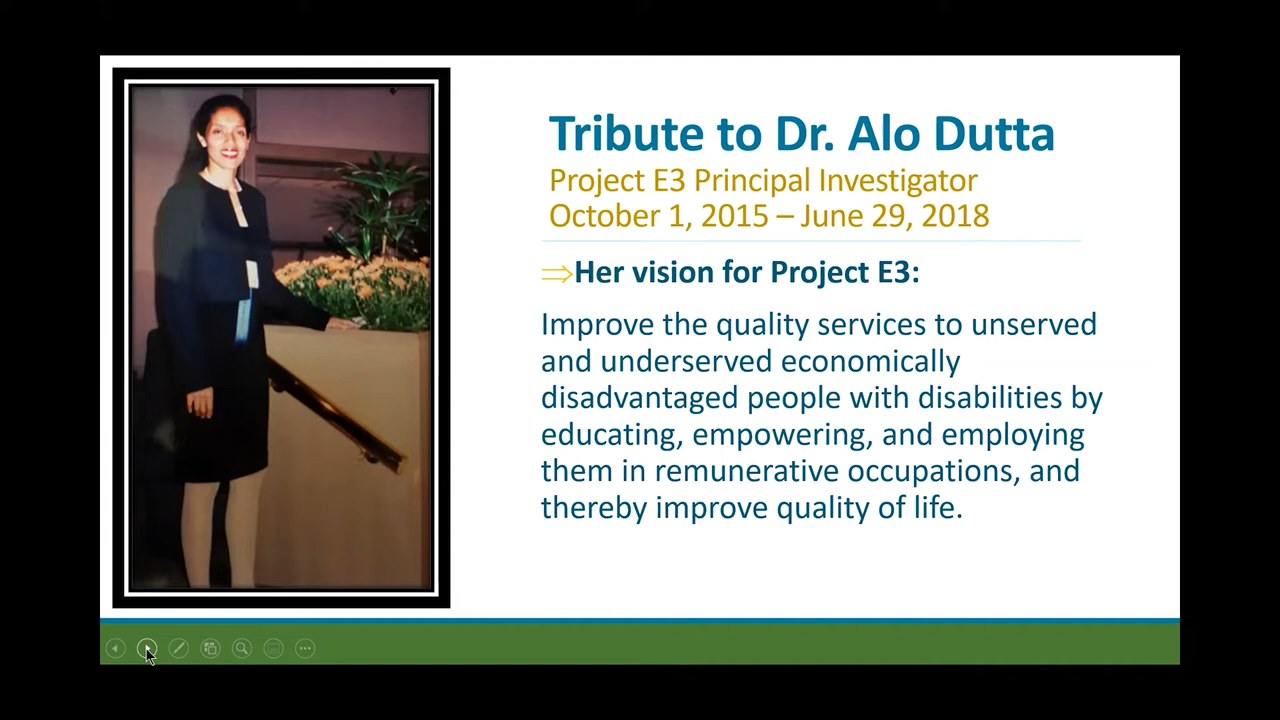 Tribute to Dr. Alo Dutta
Project E3 Principal Investigator
October 1, 2015 – June 29, 2018
⇒Her vision for Project E3:
Improve the quality services to unserved
and underserved economically
disadvantaged people with disabilities by
educating, empowering, and employing
them in remunerative occupations, and
thereby improve quality of life.